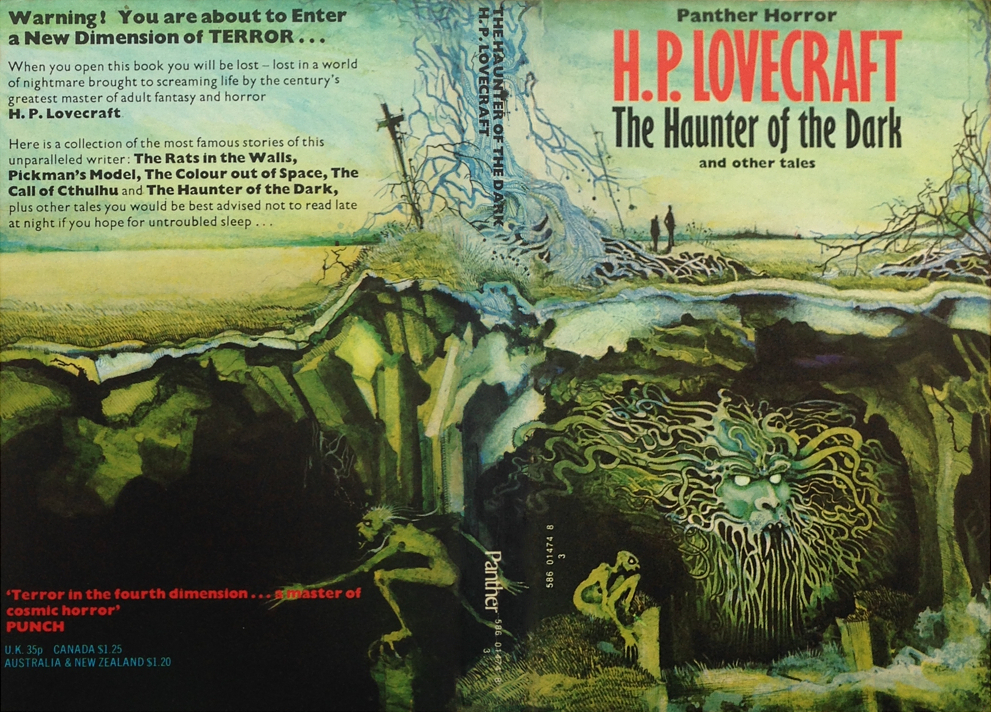 Warning! You are about to Enter
a New Dimension of TERROR . . .
When you open this book you will be lost – lost in a world
of nightmare brought to screaming life by the century's
greatest master of adult fantasy and horror
H. P. Lovecraft
Here is a collection of the most famous stories of this
unparalleled writer: The Rats in the Walls,
Pickman's Model, The Colour out of Space, The
Call of Cthulhu and The Haunter of the Dark,
plus other tales you would be best advised not to read late
at night if you hope for untroubled sleep . . .
'Terror in the fourth dimension . . . a master of
cosmic horror'
PUNCH
U.K. 35p CANADA $1.25
AUSTRALIA & NEW ZEALAND $1.20
THE HAUNTER OF THE DARK
H. P. LOVECRAFT
Panther
586 01474 8
3
Panther Horror
H.P. LOVECRAFT
The Haunter of the Dark
and other tales
586 01474 8
3